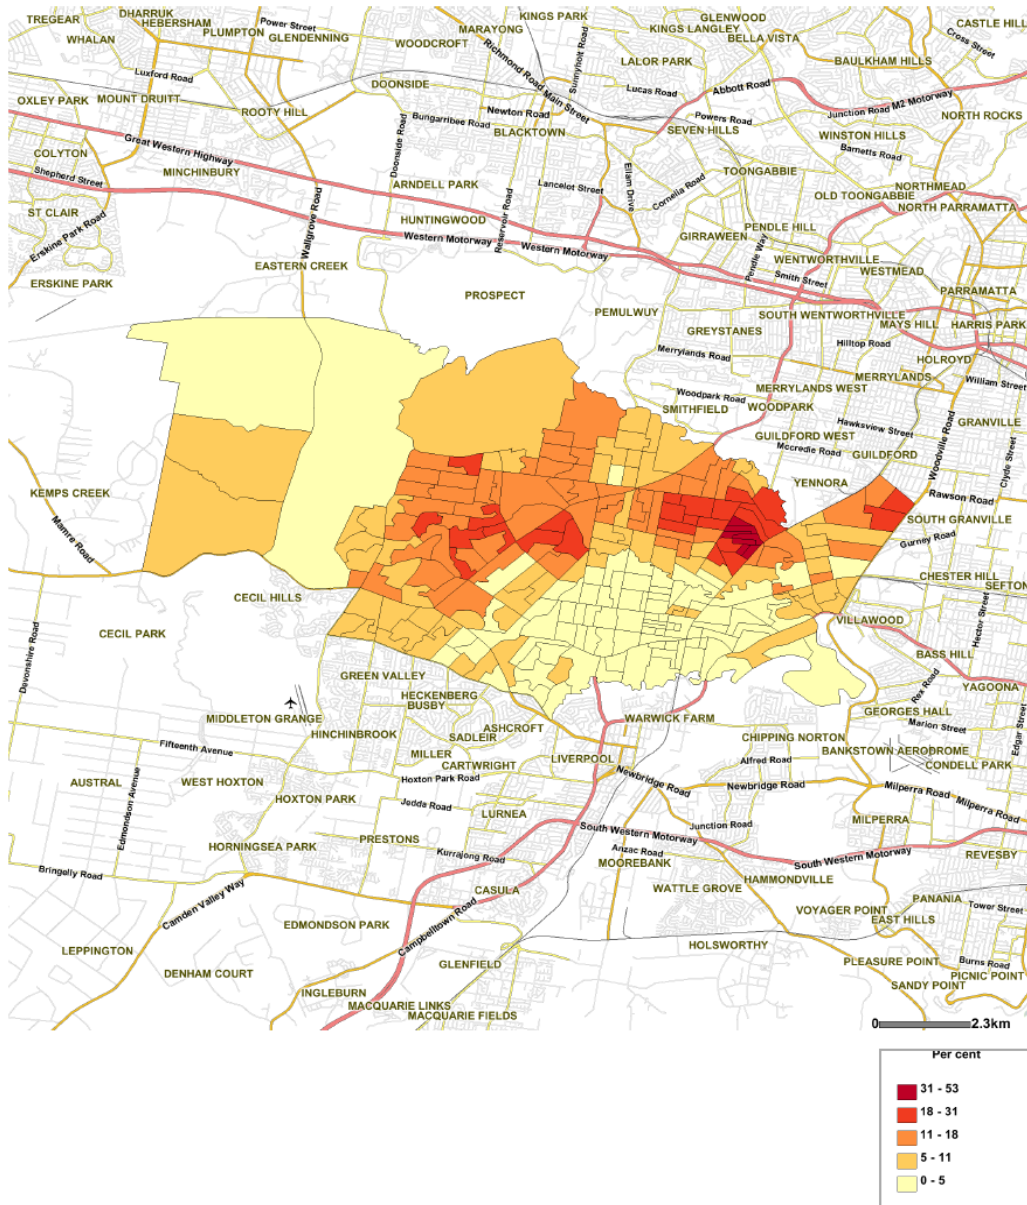 TREGEAR
DHARRUK
HEBERSHAM
WHALAN
PLUMPTON
Power Street
GLENDENNING
WOODCROFT
MARAYONG
KINGS PARK
Sunnyholt Road
KINGS LANGLEY
GLENWOOD
BELLA VISTA
CASTLE HILL
Cross Street
BAULKHAM HILLS
Richmond Road
Main Street
LALOR PARK
Luxford Road
DOONSIDE
Lucas Road
Abbott Road
OXLEY PARK
MOUNT DRUITT
ROOTY HILL
Newton Road
Bungarribee Road
BLACKTOWN
Powers Road
Junction Road
M2 Motorway
NORTH ROCKS
SEVEN HILLS
WINSTON HILLS
Barnetts Road
Doonside Road
Great Western Highway
COLYTON
MINCHINBURY
Shepherd Street
ARNDELL PARK
Lancelot Street
Ellam Drive
Cornelia Road
TOONGABBIE
OLD TOONGABBIE
NORTHMEAD
NORTH PARRAMATTA
ST CLAIR
Erskine Park Road
Wallgrove Road
HUNTINGWOOD
Reservoir Road
Western Motorway
Western Motorway
GIRRAWEEN
PENDLE HILL
Pendle Way
WENTWORTHVILLE
WESTMEAD
EASTERN CREEK
ERSKINE PARK
PROSPECT
Smith Street
PARRAMATTA
PEMULWUY
SOUTH WENTWORTHVILLE
MAYS HILL
HARRIS PARK
GREYSTANES
Hilltop Road
Merrylands Road
HOLROYD
MERRYLANDS
William Street
MERRYLANDS WEST
Woodpark Road
SMITHFIELD
WOODPARK
Hawksview Street
Woodville Road
GRANVILLE
GUILDFORD WEST
Mccredie Road
GUILDFORD
Clyde Street
YENNORA
KEMPS CREEK
Rawson Road
SOUTH GRANVILLE
Gurney Road
Mamre Road
CHESTER HILL
SEFTON
CECIL HILLS
CECIL PARK
Hector Street
VILLAWOOD
Devonshire Road
BASS HILL
GREEN VALLEY
Rex Road
YAGOONA
HECKENBERG
BUSBY
MIDDLETON GRANGE
ASHCROFT
WARWICK FARM
GEORGES HALL
Marion Street
HINCHINBROOK
SADLEIR
CHIPPING NORTON
BANKSTOWN AERODROME
Edgar Street
Fifteenth Avenue
MILLER
CARTWRIGHT
LIVERPOOL
Alfred Road
CONDELL PARK
AUSTRAL
WEST HOXTON
Hoxton Park Road
Newbridge Road
Newbridge Road
Milperra Road
Milperra Road
HOXTON PARK
Jedda Road
LURNEA
Edmondson Avenue
South Western Motorway
Junction Road
MILPERRA
HORNINGSEA PARK
PRESTONS
Kurrajong Road
Anzac Road
MOOREBANK
South Western Motorway
REVESBY
Bringelly Road
HAMMONDVILLE
CASULA
WATTLE GROVE
Camden Valley Way
PANANIA
Tower Street
VOYAGER POINT
EAST HILLS
EDMONDSON PARK
Campbelltown Road
LEPPINGTON
HOLSWORTHY
DENHAM COURT
GLENFIELD
PLEASURE POINT
Burns Road
PICNIC POINT
SANDY POINT
INGLEBURN
MACQUARIE LINKS
MACQUARIE FIELDS
0 2.3km
Per cent
31 - 53
18 - 31
11 - 18
5 - 11
0 - 5